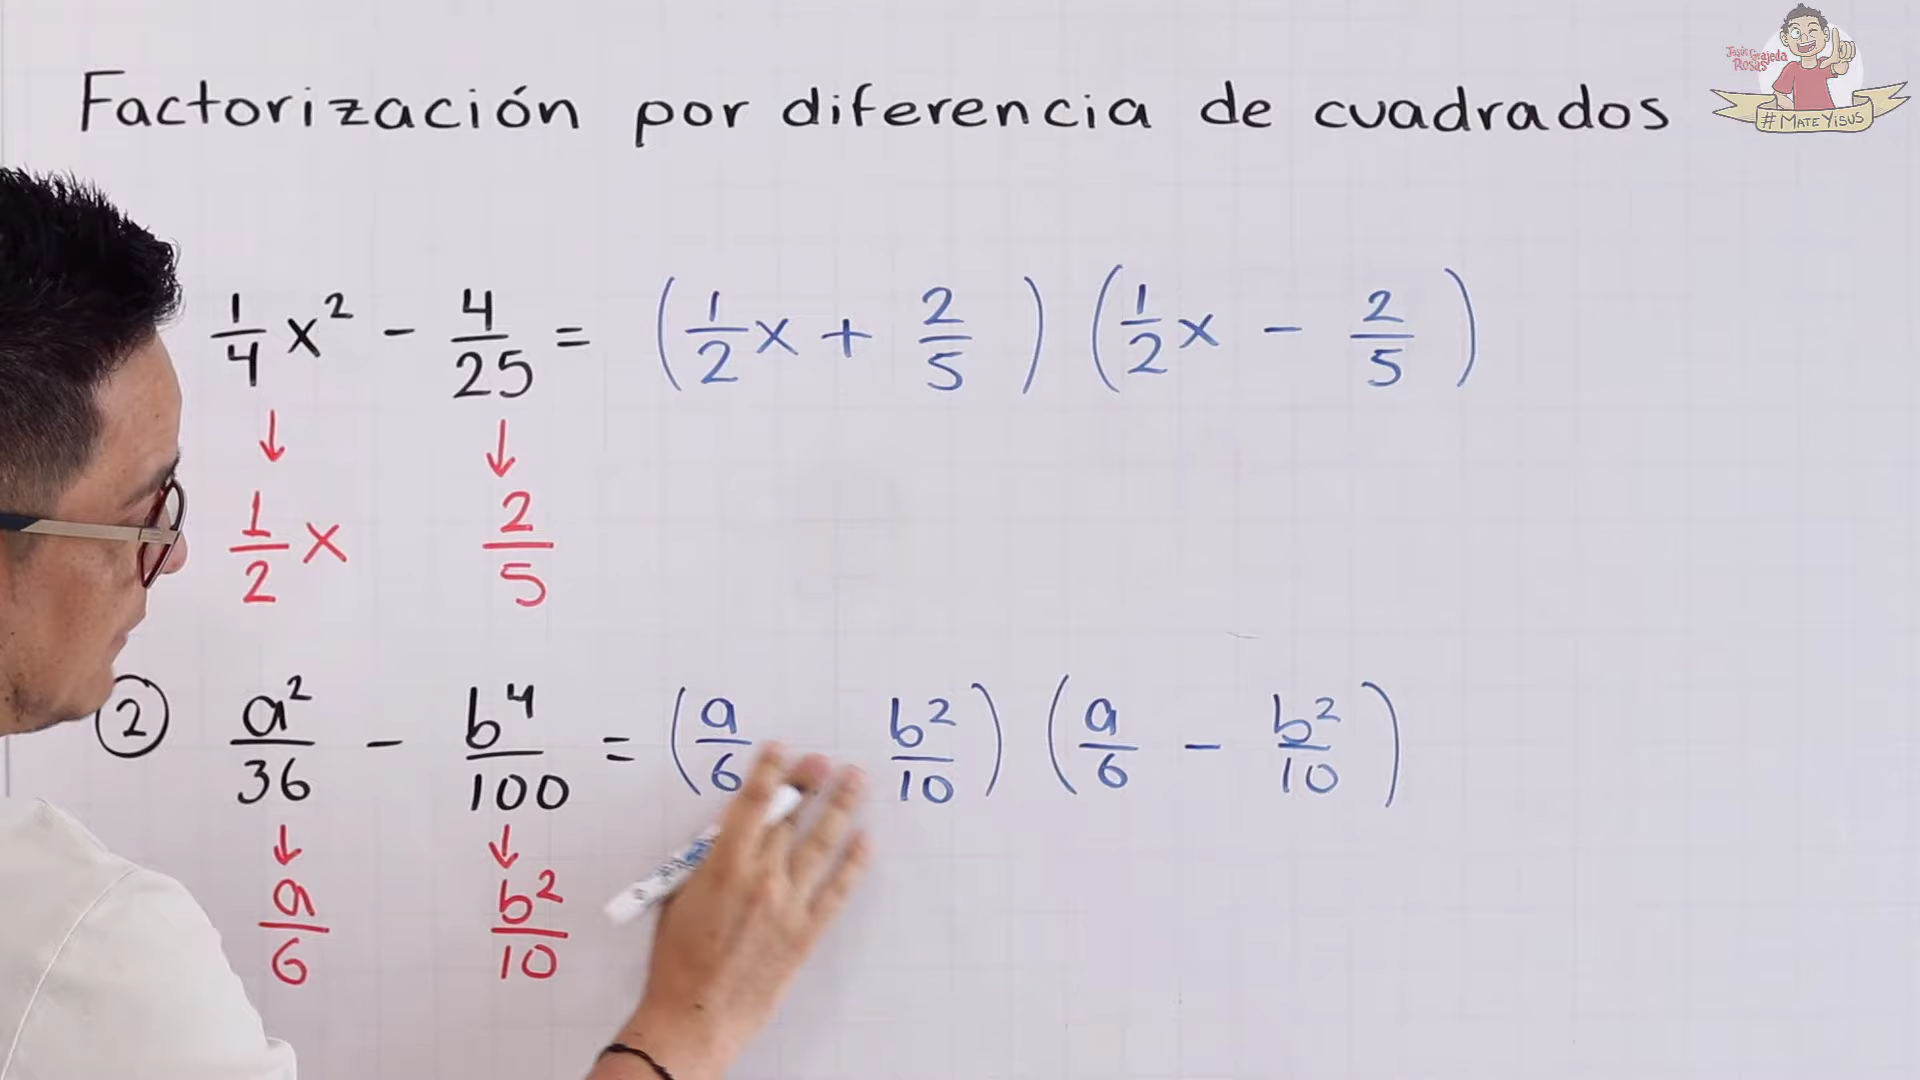 Jesús Grajeda
Rosas
#MATEYISUS
Factorización por diferencia de cuadrados
1/4 x² - 4/25 = (1/2 x + 2/5) (1/2 x - 2/5)
↓ ↓
1/2 x 2/5
② a²/36 - b⁴/100 = (a/6 b²/10) (a/6 - b²/10)
↓ ↓
a/6 b²/10